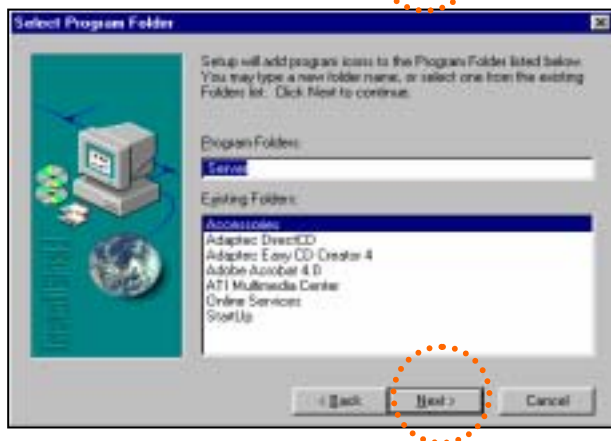 Select Program Folder
Setup will add program icons to the Program Folder listed below.
You may type a new folder name, or select one from the existing
Folders list. Click Next to continue.
Program Folders:
Server
Existing Folders:
Accessories
Adaptec DirectCD
Adaptec Easy CD Creator 4
Adobe Acrobat 4.0
ATI Multimedia Center
Online Services
StartUp
< Back
Next >
Cancel